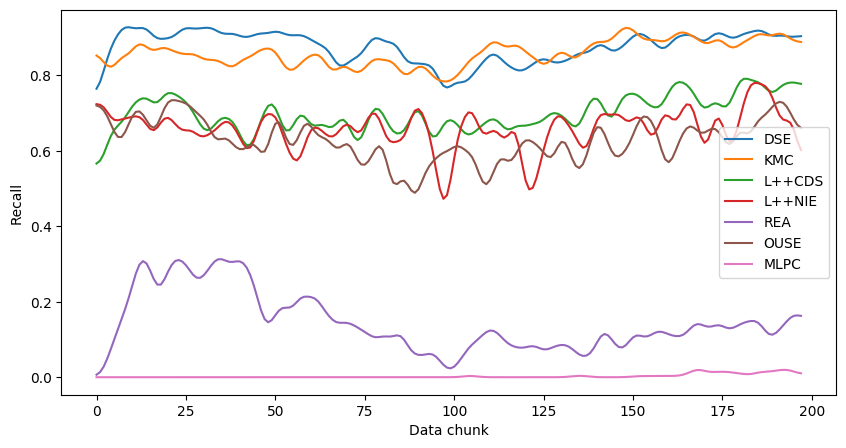 Recall
0.8
0.6
0.4
0.2
0.0
0
25
50
75
100
125
150
175
200
Data chunk
DSE
KMC
L++CDS
L++NIE
REA
OUSE
MLPC